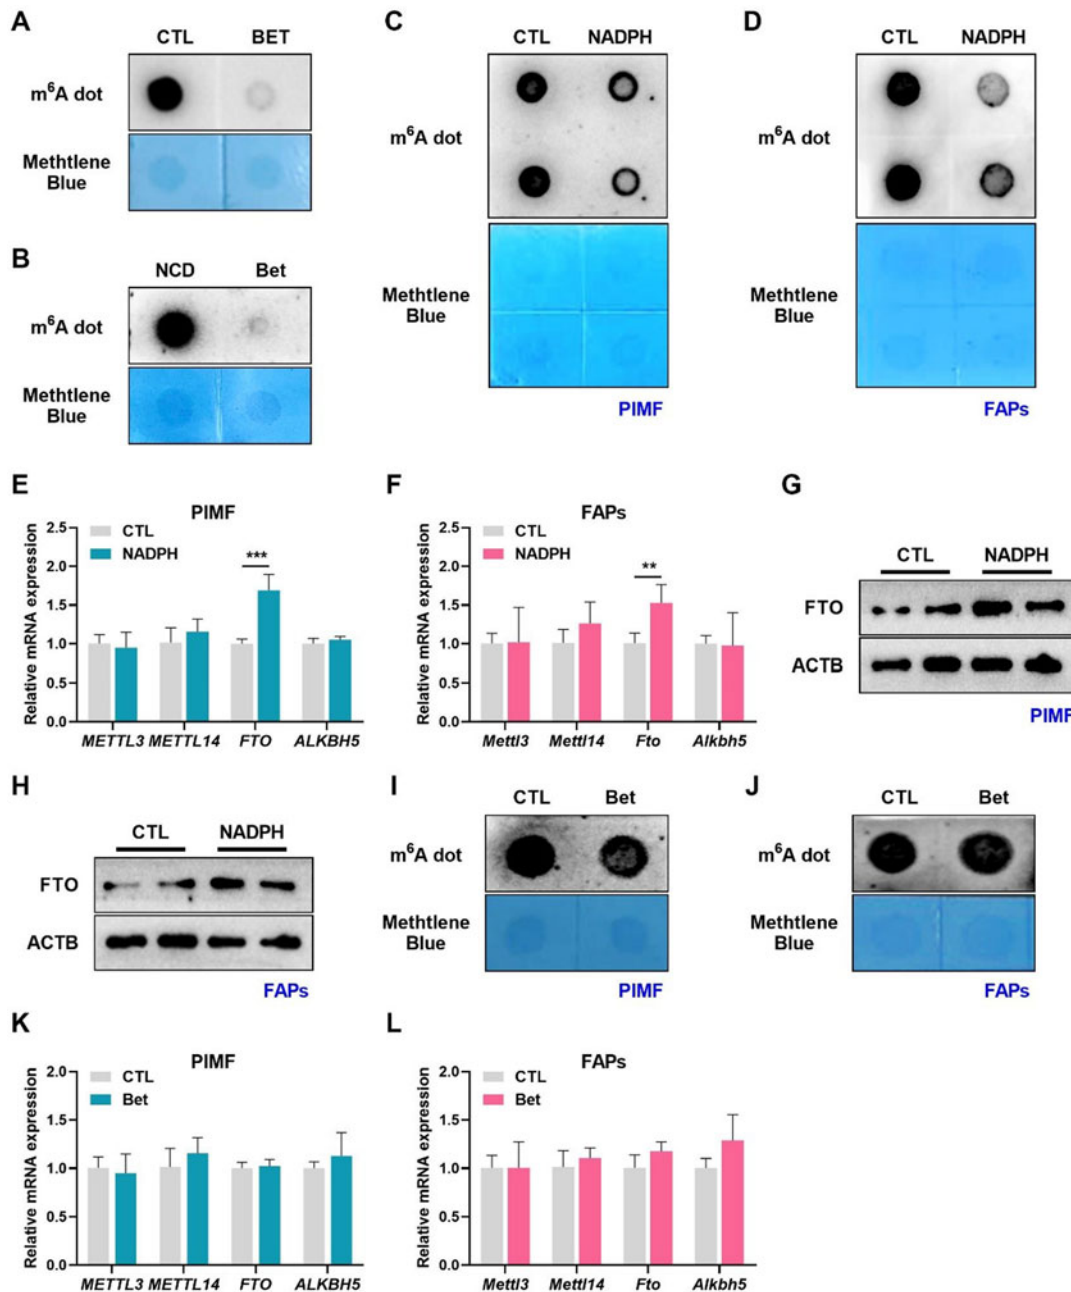 A
CTL BET
m⁶A dot
Methtlene
Blue
B
NCD Bet
m⁶A dot
Methtlene
Blue
C
CTL NADPH
m⁶A dot
Methtlene
Blue
PIMF
D
CTL NADPH
m⁶A dot
Methtlene
Blue
FAPs
E
PIMF
CTL
NADPH
Relative mRNA expression
2.5
2.0
1.5
1.0
0.5
0.0
***
METTL3 METTL14 FTO ALKBH5
F
FAPs
CTL
NADPH
Relative mRNA expression
2.5
2.0
1.5
1.0
0.5
0.0
**
Mettl3 Mettl14 Fto Alkbh5
G
CTL NADPH
FTO
ACTB
PIMF
H
CTL NADPH
FTO
ACTB
FAPs
I
CTL Bet
m⁶A dot
Methtlene
Blue
PIMF
J
CTL Bet
m⁶A dot
Methtlene
Blue
FAPs
K
PIMF
CTL
Bet
Relative mRNA expression
2.0
1.5
1.0
0.5
0.0
METTL3 METTL14 FTO ALKBH5
L
FAPs
CTL
Bet
Relative mRNA expression
2.0
1.5
1.0
0.5
0.0
Mettl3 Mettl14 Fto Alkbh5